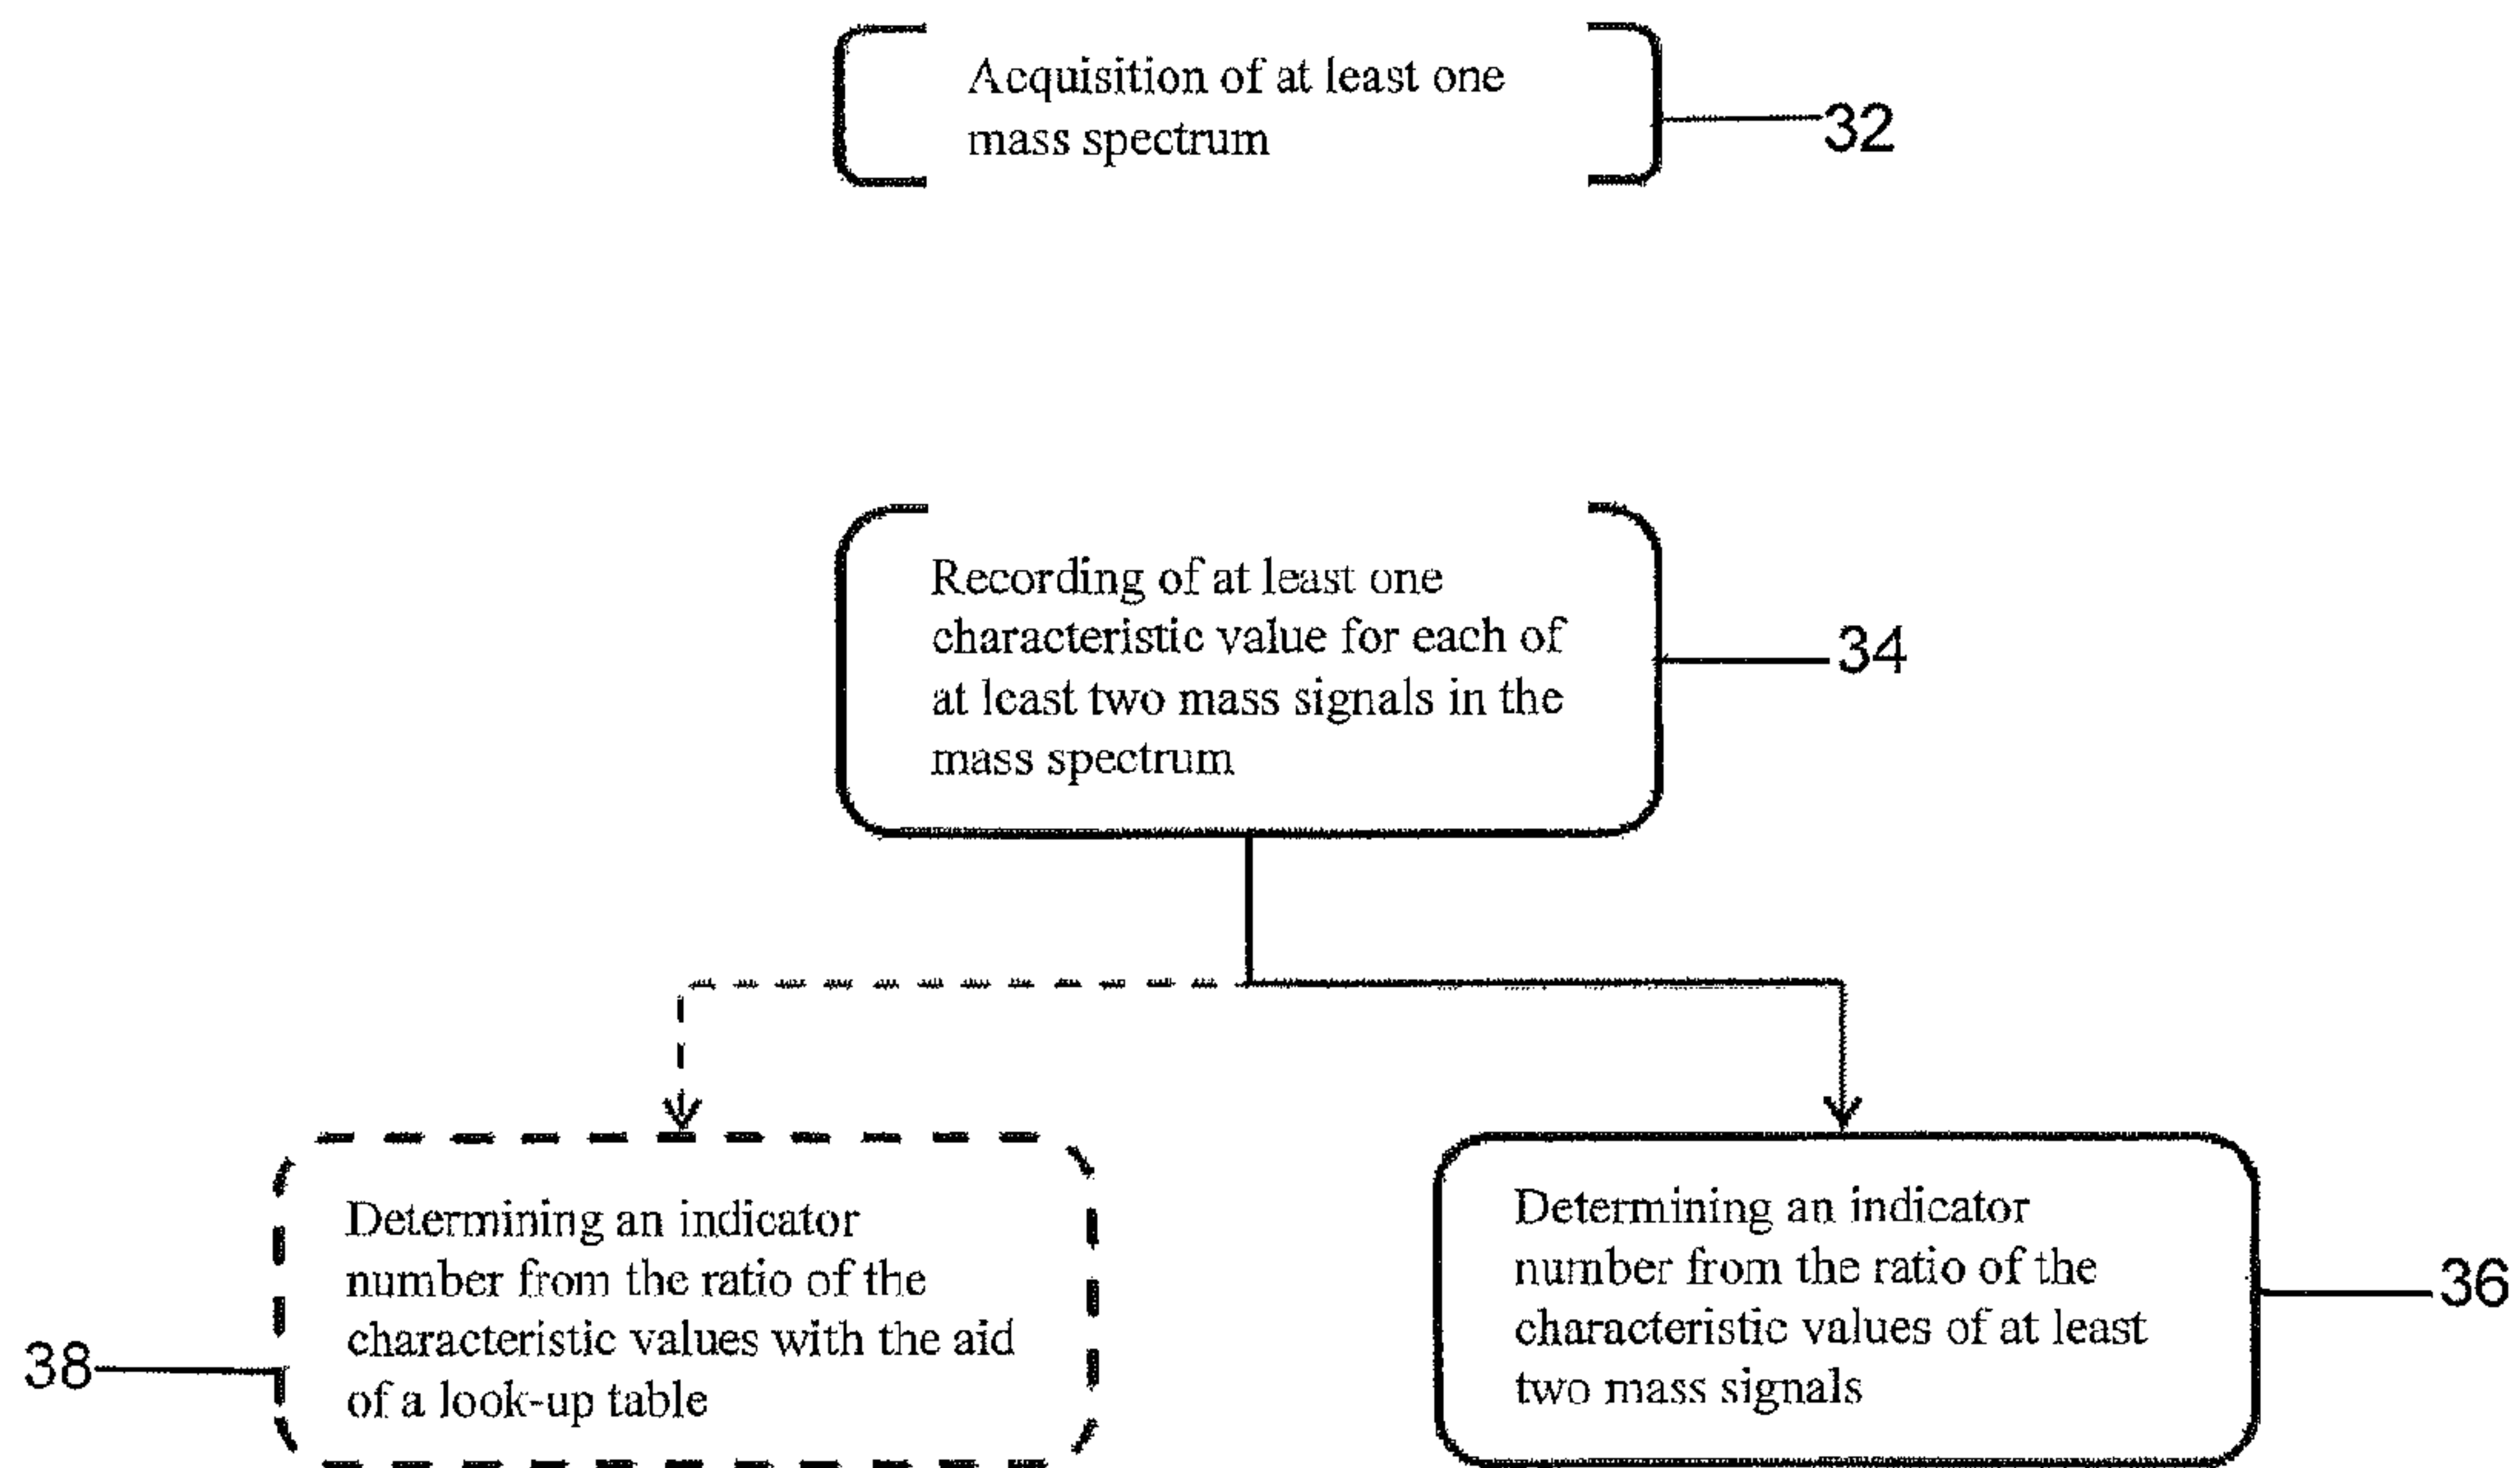 Acquisition of at least one
mass spectrum
32
Recording of at least one
characteristic value for each of
at least two mass signals in the
mass spectrum
34
Determining an indicator
number from the ratio of the
characteristic values with the aid
of a look-up table
38
Determining an indicator
number from the ratio of the
characteristic values of at least
two mass signals
36